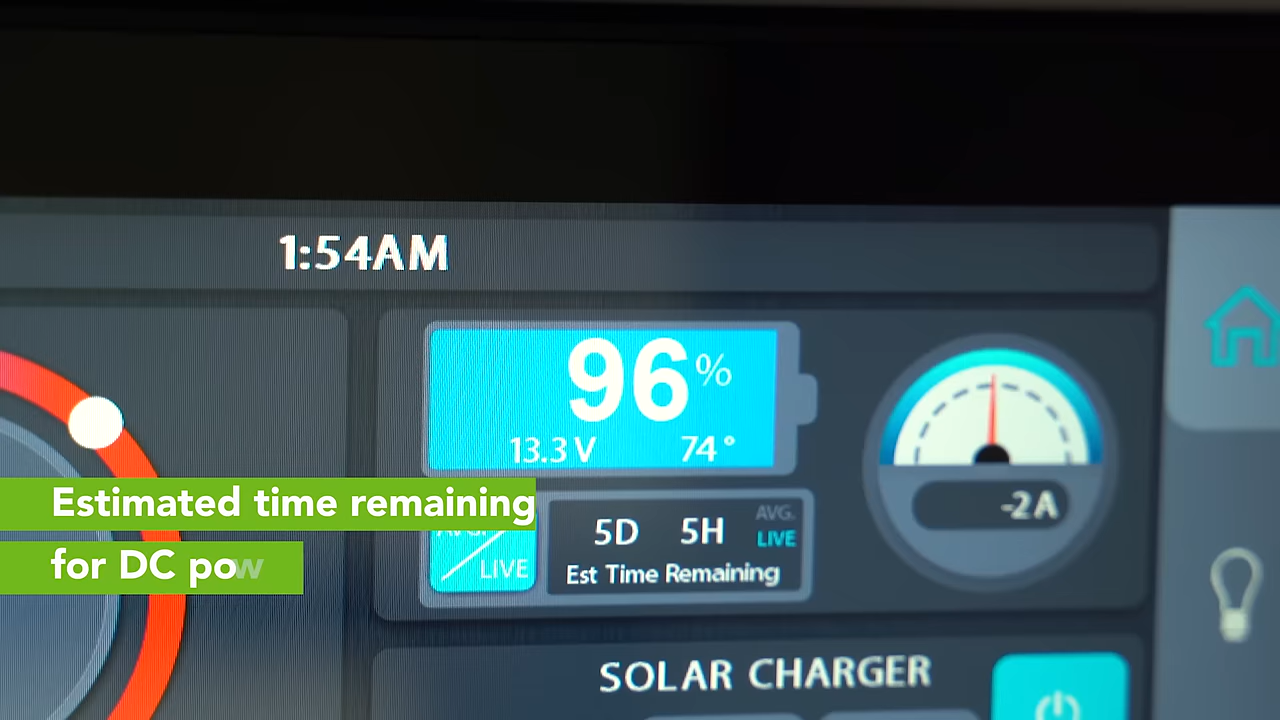 1:54AM
96%
13.3 V 74°
-2A
Estimated time remaining
for DC pow
LIVE
5D 5H
AVG.
LIVE
Est Time Remaining
SOLAR CHARGER